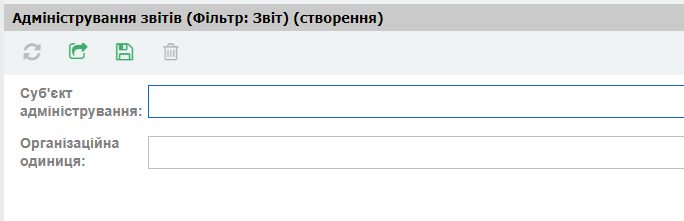 Адміністрування звітів (Фільтр: Звіт) (створення)
Суб'єкт
адміністрування:
Організаційна
одиниця: